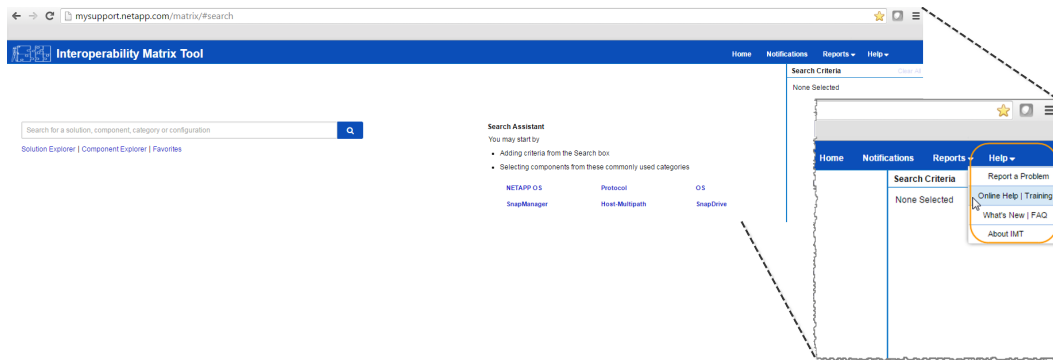 mysupport.netapp.com/matrix/#search
Interoperability Matrix Tool
Home Notifications Reports Help
Search Criteria Clear All
None Selected
Search for a solution, component, category or configuration
Solution Explorer | Component Explorer | Favorites
Search Assistant
You may start by
• Adding criteria from the Search box
• Selecting components from these commonly used categories
NETAPP OS Protocol OS
SnapManager Host-Multipath SnapDrive
Home Notifications Reports Help
Search Criteria
None Selected
Report a Problem
Online Help | Training
What's New | FAQ
About IMT